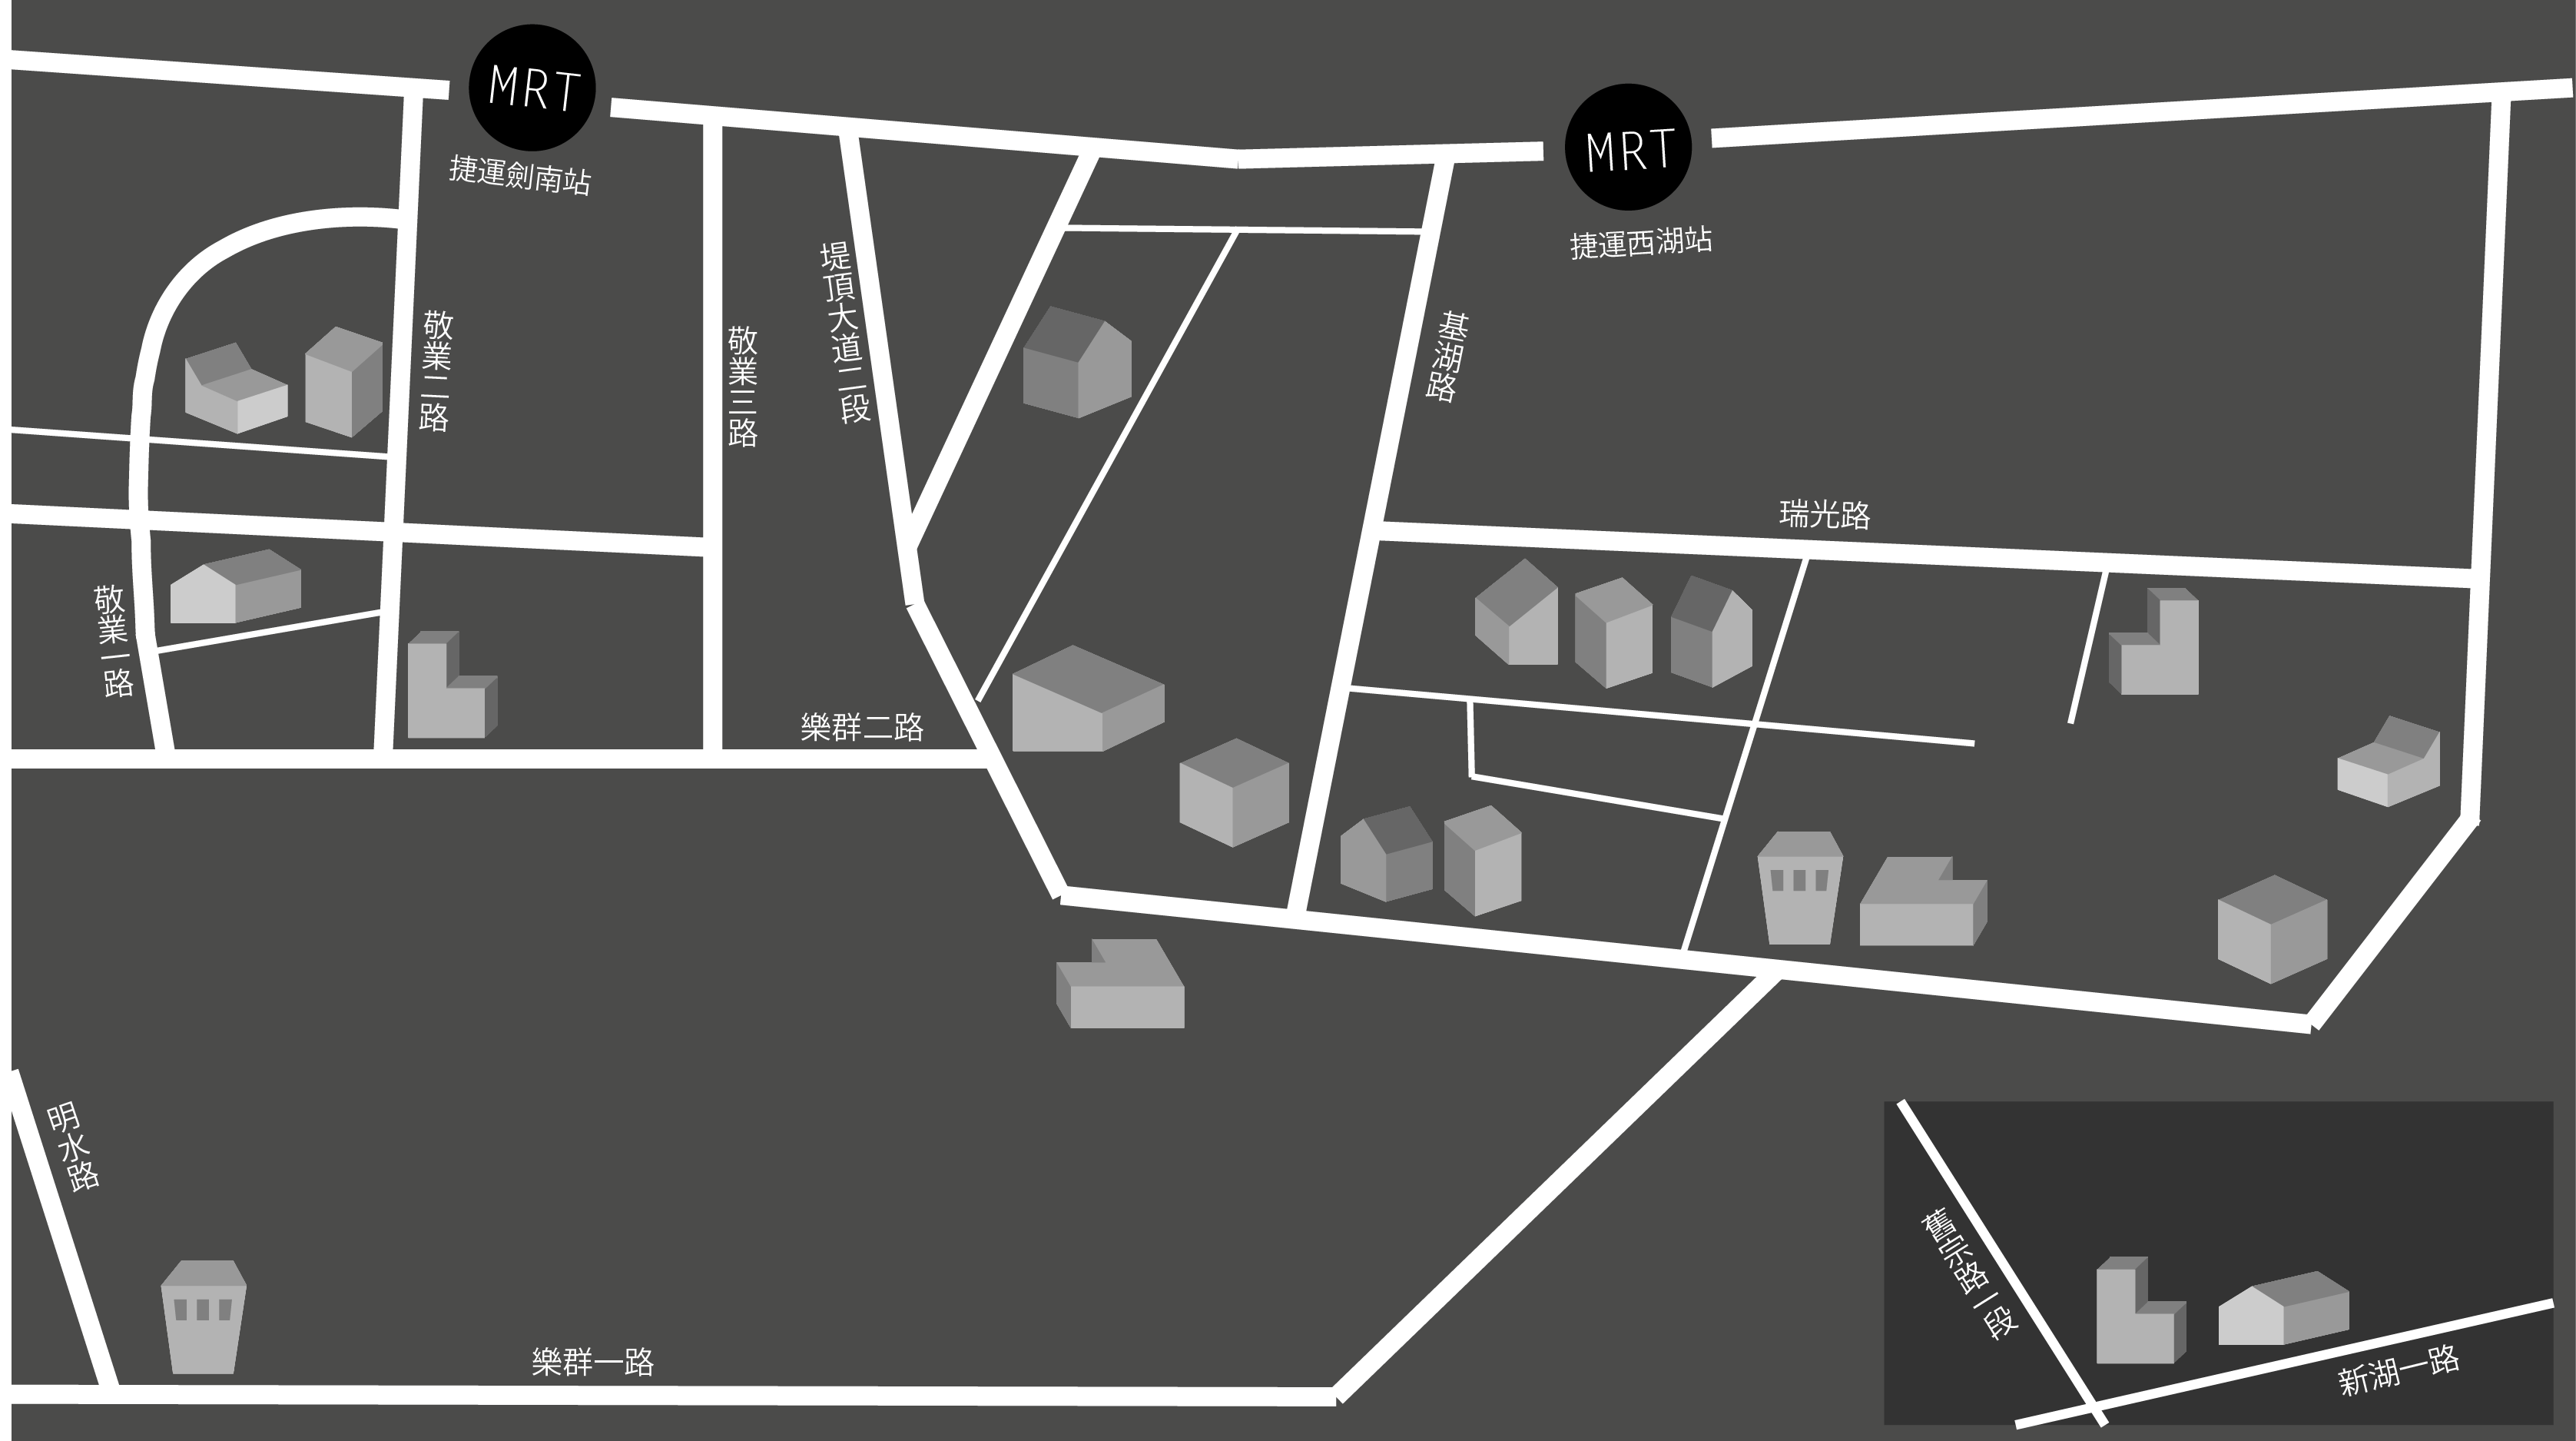 MRT
捷運劍南站
MRT
捷運西湖站
堤頂大道二段
敬業二路
敬業三路
基湖路
瑞光路
敬業一路
樂群二路
明水路
樂群一路
舊宗路一段
新湖一路